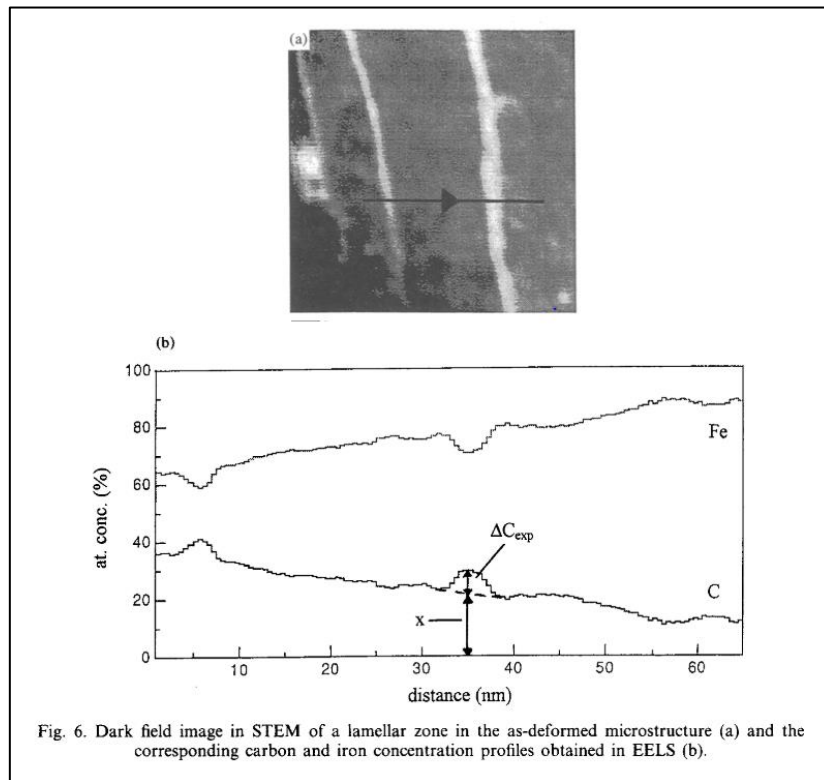 (a)
(b)
100
80
60
40
20
0
Fe
ΔCexp
C
x
10 20 30 40 50 60
at. conc. (%)
distance (nm)
Fig. 6. Dark field image in STEM of a lamellar zone in the as-deformed microstructure (a) and the
corresponding carbon and iron concentration profiles obtained in EELS (b).